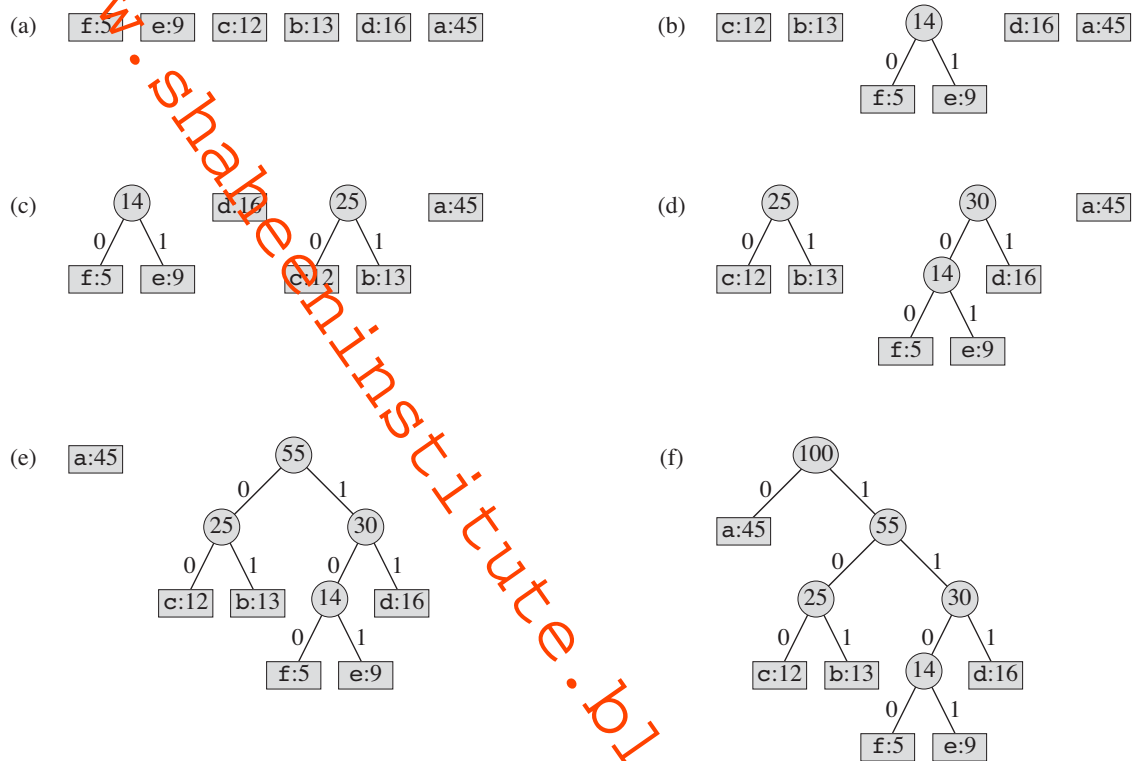 (a) f:5 e:9 c:12 b:13 d:16 a:45
(b) c:12 b:13 14 d:16 a:45
0 1
f:5 e:9
(c) 14 d:16 25 a:45
0 1 0 1
f:5 e:9 c:12 b:13
(d) 25 30 a:45
0 1 0 1
c:12 b:13 14 d:16
0 1
f:5 e:9
(e) a:45 55
0 1
25 30
0 1 0 1
c:12 b:13 14 d:16
0 1
f:5 e:9
(f) 100
0 1
a:45 55
0 1
25 30
0 1 0 1
c:12 b:13 14 d:16
0 1
f:5 e:9
w.shaheeninstitute.bl